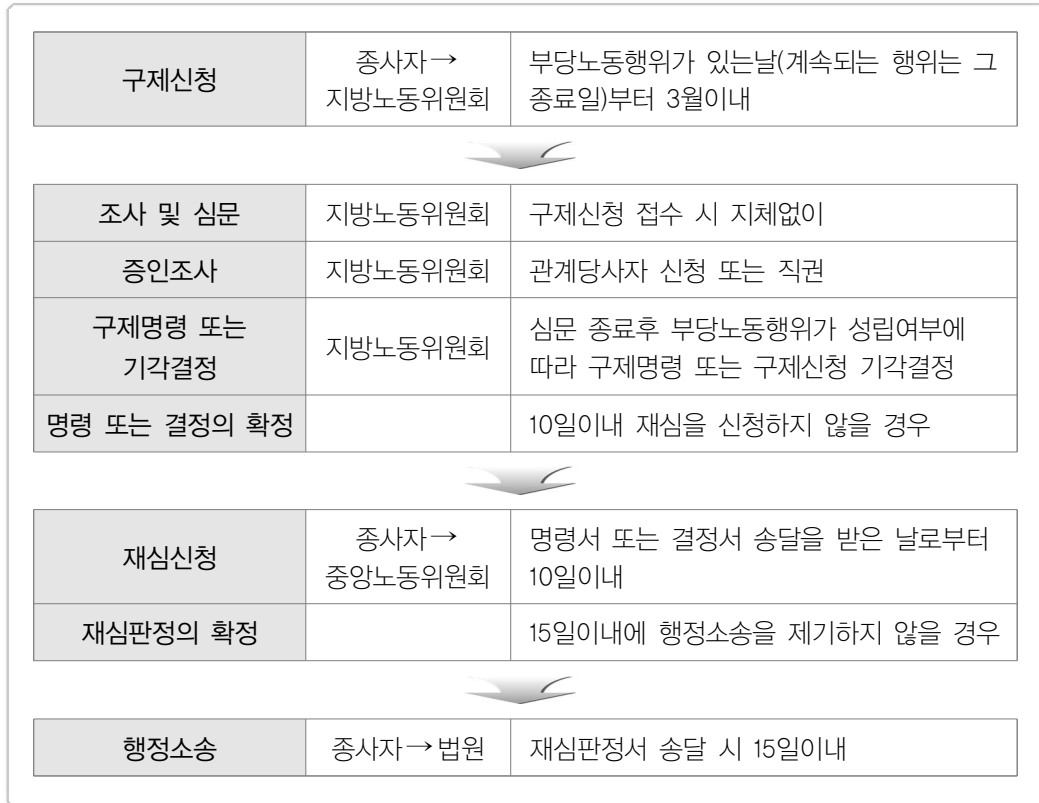 구제신청
종사자→
지방노동위원회
부당노동행위가 있는날(계속되는 행위는 그
종료일)부터 3월이내
조사 및 심문
지방노동위원회
구제신청 접수 시 지체없이
증인조사
지방노동위원회
관계당사자 신청 또는 직권
구제명령 또는
기각결정
지방노동위원회
심문 종료후 부당노동행위가 성립여부에
따라 구제명령 또는 구제신청 기각결정
명령 또는 결정의 확정
10일이내 재심을 신청하지 않을 경우
재심신청
종사자→
중앙노동위원회
명령서 또는 결정서 송달을 받은 날로부터
10일이내
재심판정의 확정
15일이내에 행정소송을 제기하지 않을 경우
행정소송
종사자→법원
재심판정서 송달 시 15일이내